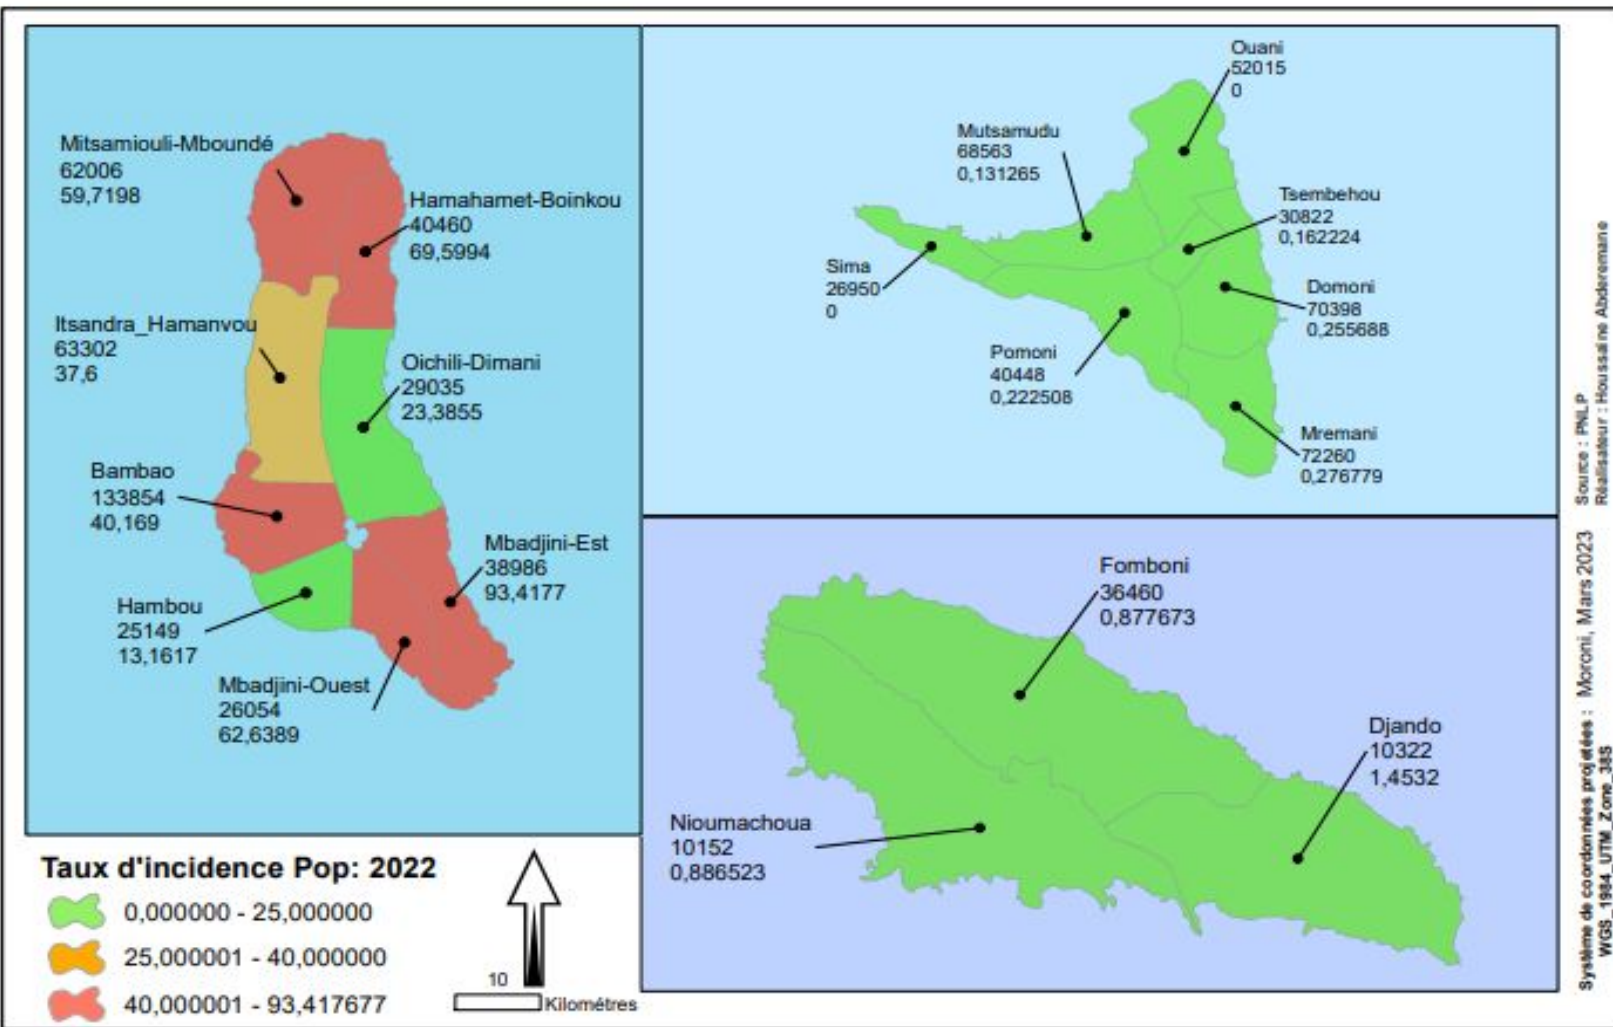 Mitsamiouli-Mboundé
62006
59,7198
Hamahamet-Boinkou
40460
69,5994
Itsandra_Hamanvou
63302
37,6
Oichili-Dimani
29035
23,3855
Bambao
133854
40,169
Mbadjini-Est
38986
93,4177
Hambou
25149
13,1617
Mbadjini-Ouest
26054
62,6389
Ouani
52015
0
Mutsamudu
68563
0,131265
Tsembehou
30822
0,162224
Sima
26950
0
Domoni
70398
0,255688
Pomoni
40448
0,222508
Mremani
72260
0,276779
Fomboni
36460
0,877673
Djando
10322
1,4532
Nioumachoua
10152
0,886523
Taux d'incidence Pop: 2022
0,000000 - 25,000000
25,000001 - 40,000000
40,000001 - 93,417677
10
Kilométres
Source : PNLP
Réalisateur : Houssaïne Abderemane
Système de coordonnées projetées : Moroni, Mars 2023
WGS_1984_UTM_Zone_38S